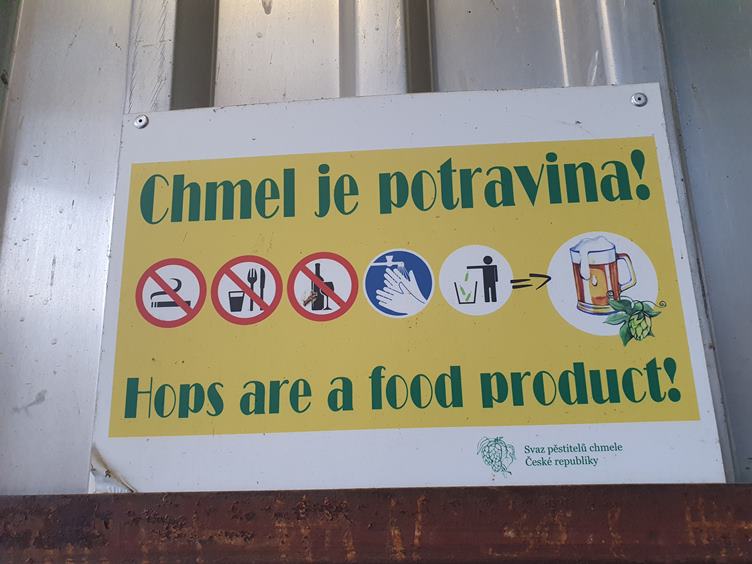 Chmel je potravina!
Hops are a food product!
Svaz pěstitelů chmele
České republiky